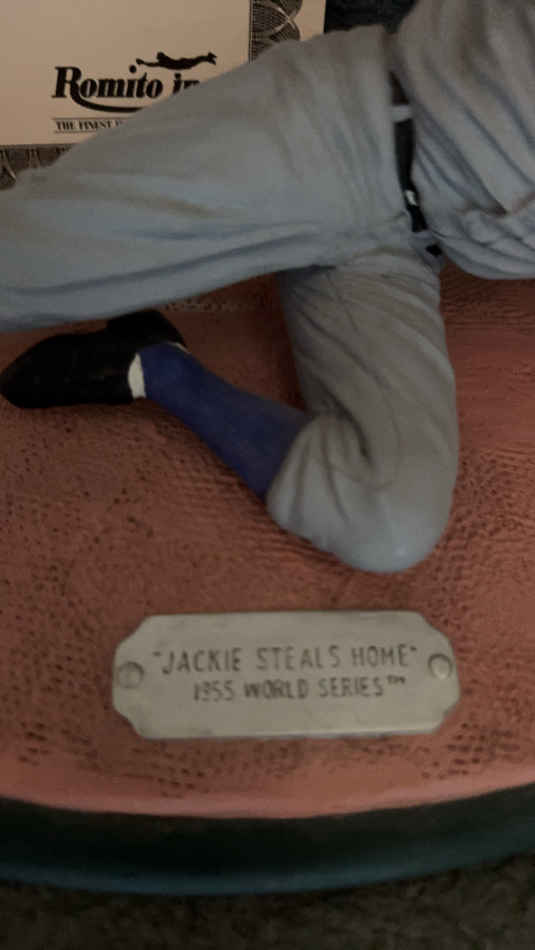 Romito
THE FINEST
"JACKIE STEALS HOME"
1955 WORLD SERIES™